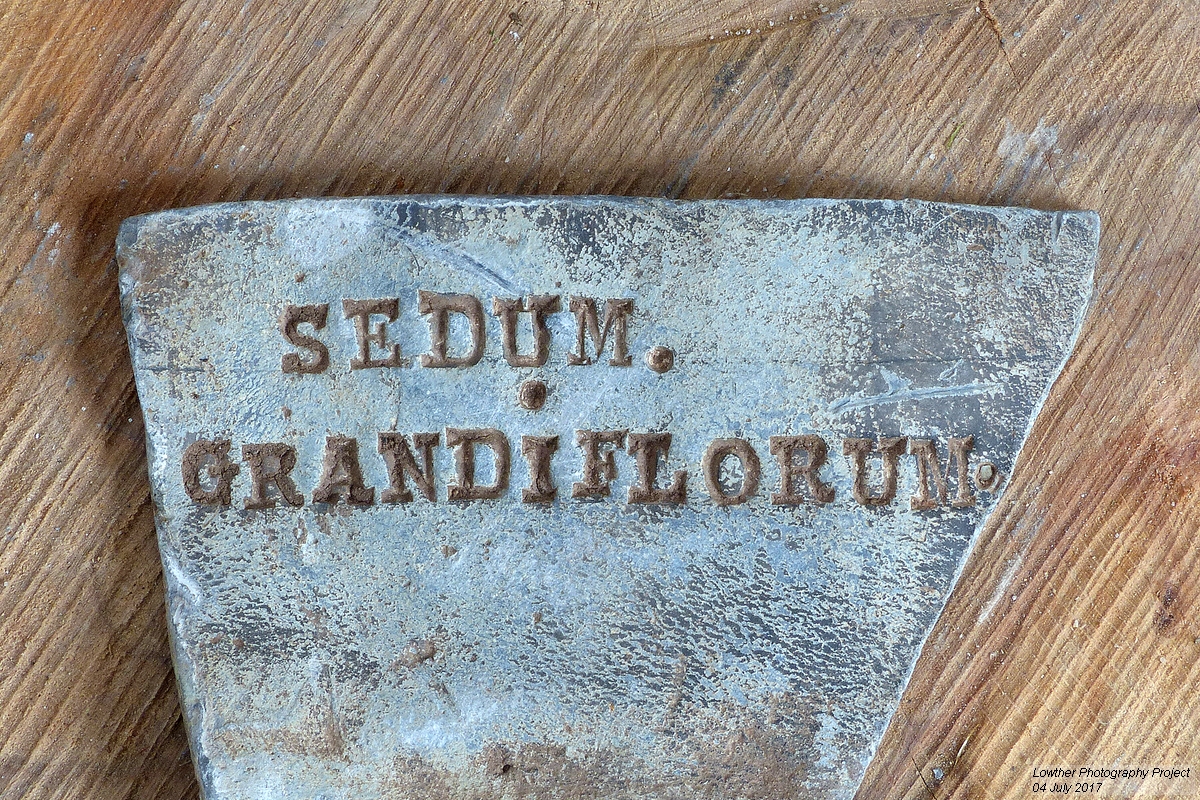 SEDUM.
GRANDIFLORUM.
Lowther Photography Project
04 July 2017